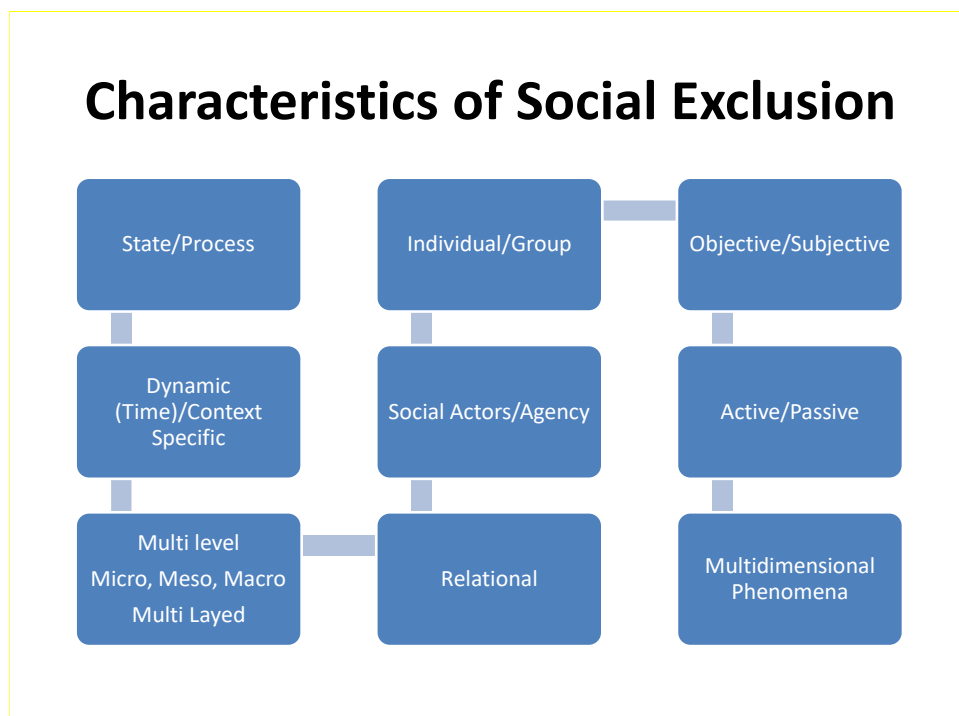 Characteristics of Social Exclusion
State/Process
Dynamic
(Time)/Context
Specific
Multi level
Micro, Meso, Macro
Multi Layed
Relational
Social Actors/Agency
Individual/Group
Objective/Subjective
Active/Passive
Multidimensional
Phenomena